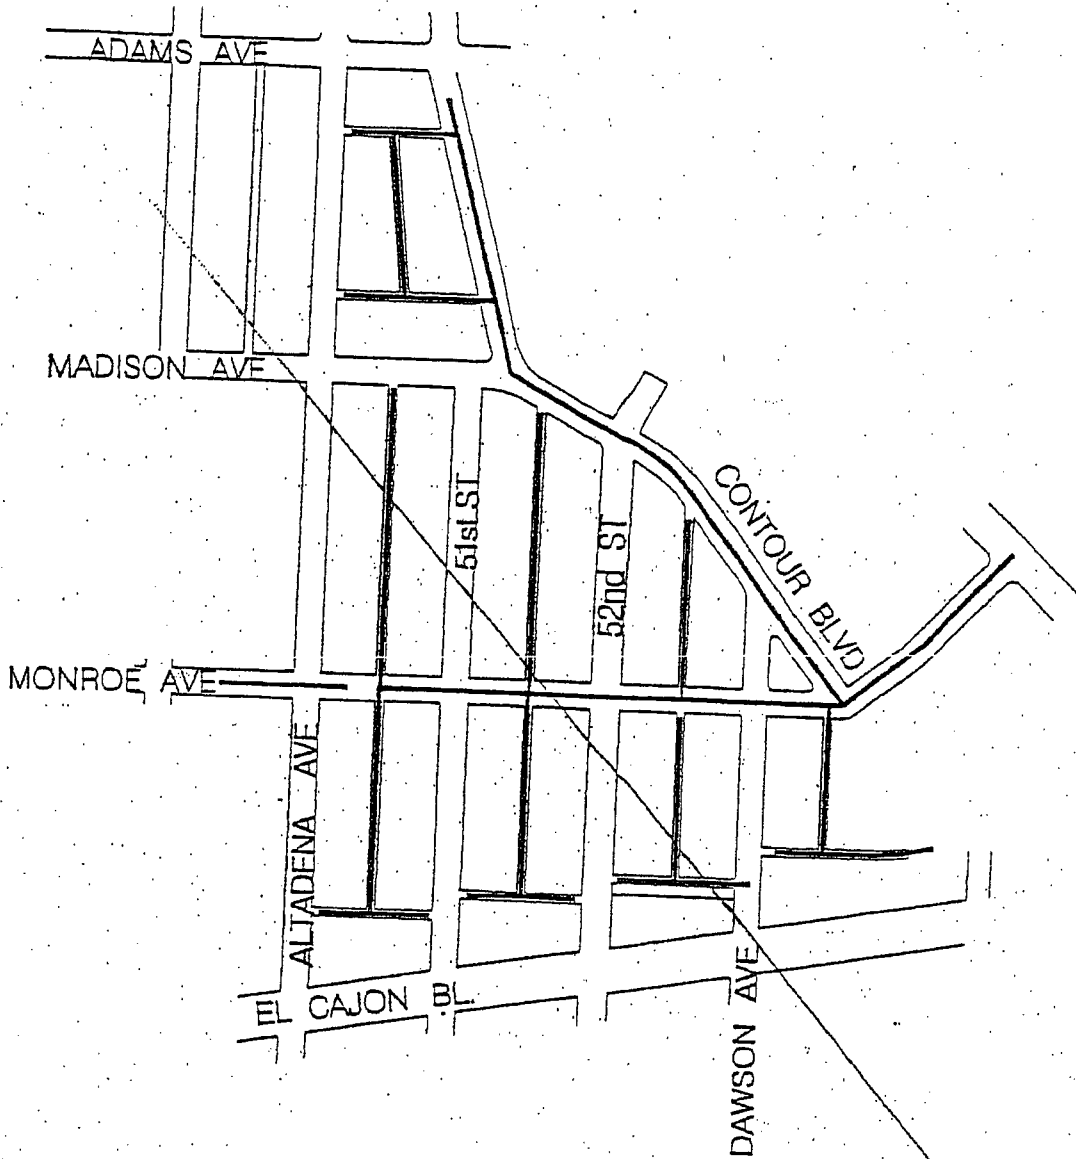 ADAMS AVE
MADISON AVE
51st ST
52nd ST
CONTOUR BLVD
MONROE AVE
ALTADENA AVE
EL CAJON BL.
DAWSON AVE